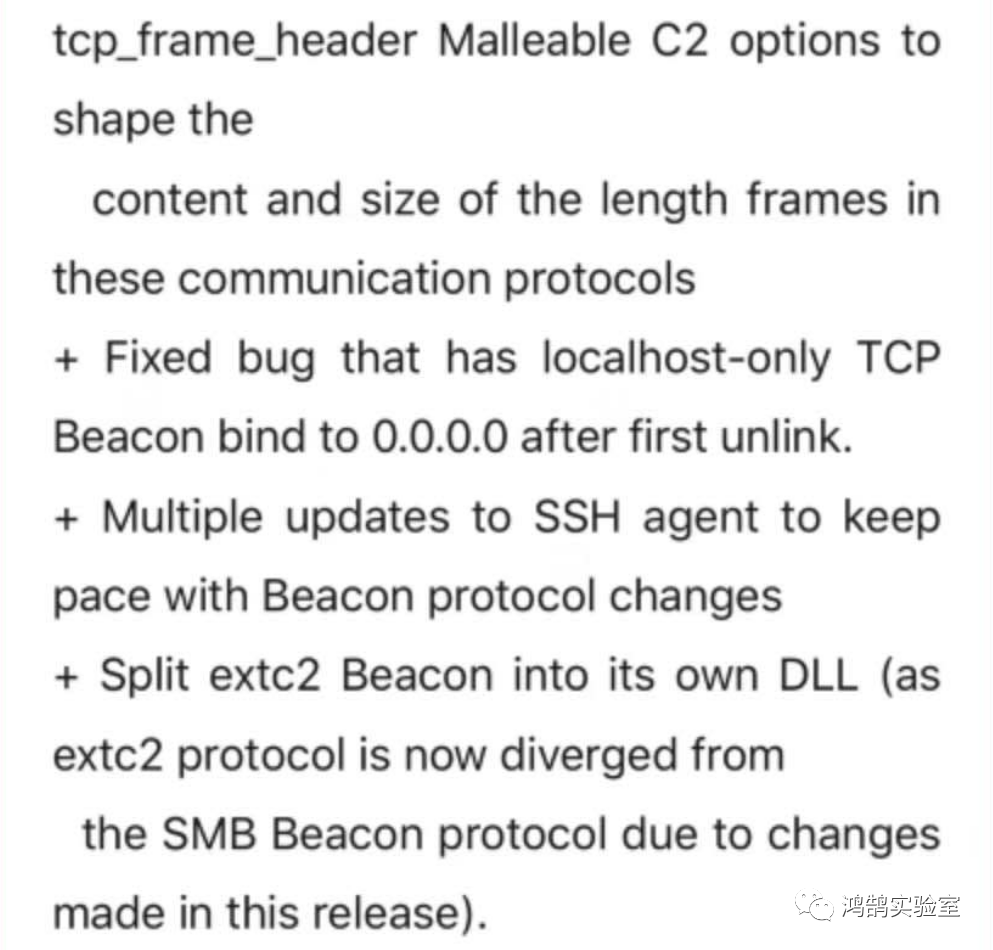 tcp_frame_header Malleable C2 options to
shape the
content and size of the length frames in
these communication protocols
+ Fixed bug that has localhost-only TCP
Beacon bind to 0.0.0.0 after first unlink.
+ Multiple updates to SSH agent to keep
pace with Beacon protocol changes
+ Split extc2 Beacon into its own DLL (as
extc2 protocol is now diverged from
the SMB Beacon protocol due to changes
made in this release).
鸿鹄实验室